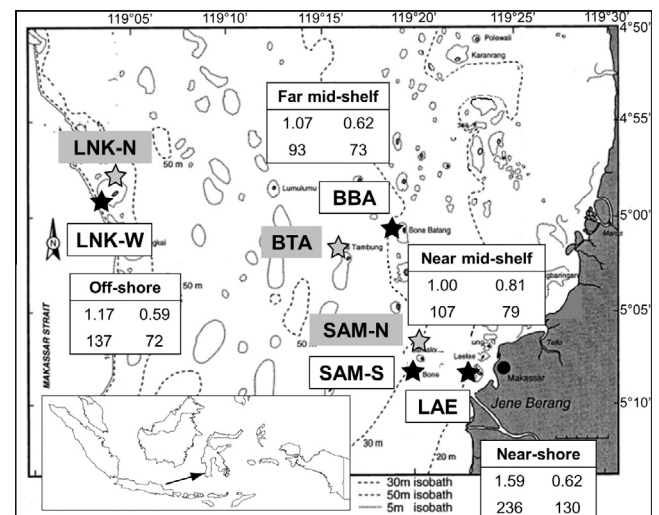 119°05' 119°10' 119°15' 119°20' 119°25' 119°30'
4°50'
Polewali
Karanrang
Far mid-shelf
1.07 0.62
93 73
4°55'
LNK-N
50 m
50 m
Lumulumu
BBA
5°00'
LNK-W
BTA
Tambung
Bone Batang
N
Near mid-shelf
1.00 0.81
107 79
Off-shore
1.17 0.59
137 72
5°05'
MAKASSAR STRAIT
50 m
50 m
SAM-N
Laelae
SAM-S
Bone
Makassar
LAE
Jene Berang
5°10'
30 m
20 m
Near-shore
1.59 0.62
236 130
30m isobath
50m isobath
5m isobath